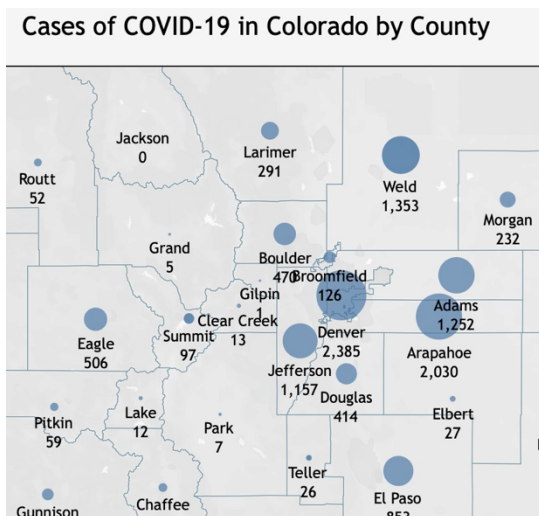 Cases of COVID-19 in Colorado by County
Jackson
0
Larimer
291
Routt
52
Weld
1,353
Morgan
232
Grand
5
Boulder
470
Broomfield
126
Gilpin
1
Adams
1,252
Eagle
506
Summit
97
Clear Creek
13
Denver
2,385
Arapahoe
2,030
Jefferson
1,157
Douglas
414
Elbert
27
Pitkin
59
Lake
12
Park
7
Teller
26
El Paso
853
Gunnison
Chaffee